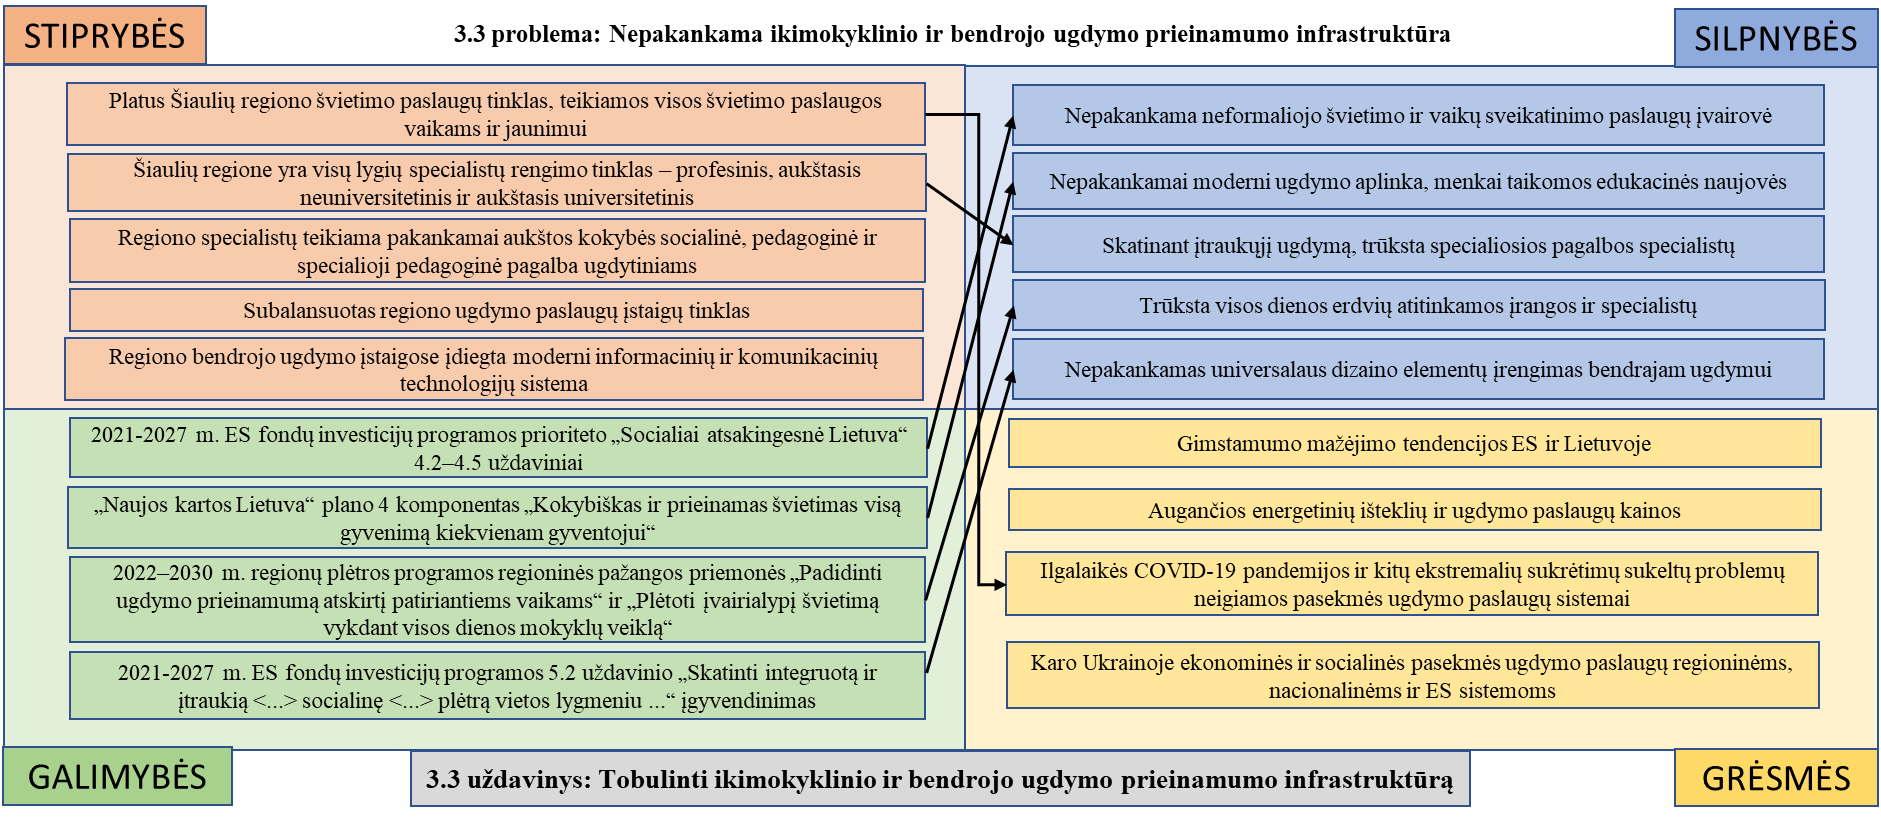 STIPRYBĖS
3.3 problema: Nepakankama ikimokyklinio ir bendrojo ugdymo prieinamumo infrastruktūra
SILPNYBĖS
Platus Šiaulių regiono švietimo paslaugų tinklas, teikiamos visos švietimo paslaugos
vaikams ir jaunimui
Šiaulių regione yra visų lygių specialistų rengimo tinklas – profesinis, aukštasis
neuniversitetinis ir aukštasis universitetinis
Regiono specialistų teikiama pakankamai aukštos kokybės socialinė, pedagoginė ir
specialioji pedagoginė pagalba ugdytiniams
Subalansuotas regiono ugdymo paslaugų įstaigų tinklas
Regiono bendrojo ugdymo įstaigose įdiegta moderni informacinių ir komunikacinių
technologijų sistema
Nepakankama neformaliojo švietimo ir vaikų sveikatinimo paslaugų įvairovė
Nepakankamai moderni ugdymo aplinka, menkai taikomos edukacinės naujovės
Skatinant įtraukųjį ugdymą, trūksta specialiosios pagalbos specialistų
Trūksta visos dienos erdvių atitinkamos įrangos ir specialistų
Nepakankamas universalaus dizaino elementų įrengimas bendrajam ugdymui
2021-2027 m. ES fondų investicijų programos prioriteto „Socialiai atsakingesnė Lietuva“
4.2–4.5 uždaviniai
„Naujos kartos Lietuva“ plano 4 komponentas „Kokybiškas ir prieinamas švietimas visą
gyvenimą kiekvienam gyventojui“
2022–2030 m. regionų plėtros programos regioninės pažangos priemonės „Padidinti
ugdymo prieinamumą atskirtį patiriantiems vaikams“ ir „Plėtoti įvairialypį švietimą
vykdant visos dienos mokyklų veiklą“
2021-2027 m. ES fondų investicijų programos 5.2 uždavinio „Skatinti integruotą ir
įtraukią <...> socialinę <...> plėtrą vietos lygmeniu ...“ įgyvendinimas
Gimstamumo mažėjimo tendencijos ES ir Lietuvoje
Augančios energetinių išteklių ir ugdymo paslaugų kainos
Ilgalaikės COVID-19 pandemijos ir kitų ekstremalių sukrėtimų sukeltų problemų
neigiamos pasekmės ugdymo paslaugų sistemai
Karo Ukrainoje ekonominės ir socialinės pasekmės ugdymo paslaugų regioninėms,
nacionalinėms ir ES sistemoms
GALIMYBĖS
3.3 uždavinys: Tobulinti ikimokyklinio ir bendrojo ugdymo prieinamumo infrastruktūrą
GRĖSMĖS